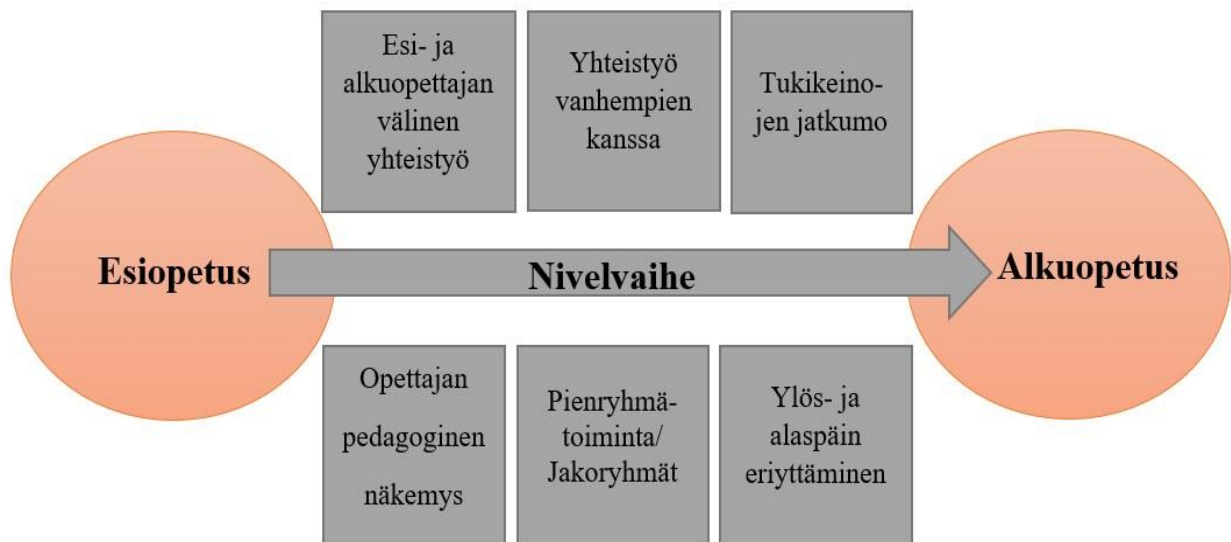 Esi- ja
alkuopettajan
välinen
yhteistyö
Yhteistyö
vanhempien
kanssa
Tukikeino-
jen jatkumo
Esiopetus
Nivelvaihe
Alkuopetus
Opettajan
pedagoginen
näkemys
Pienryhmä-
toiminta/
Jakoryhmät
Ylös- ja
alaspäin
eriyttäminen